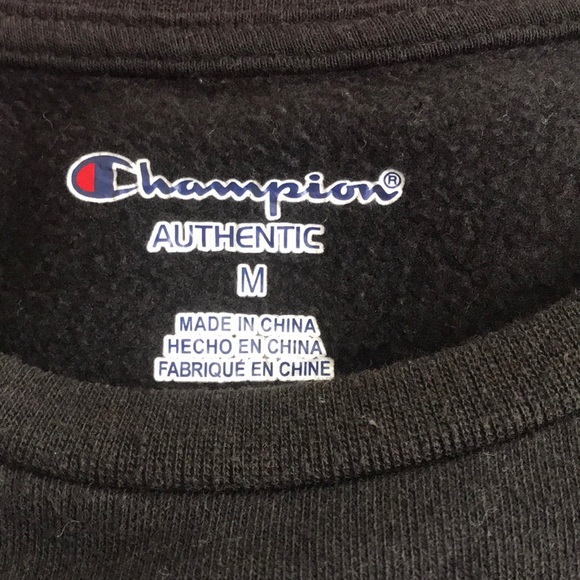 Champion®
AUTHENTIC
M
MADE IN CHINA
HECHO EN CHINA
FABRIQUÉ EN CHINE